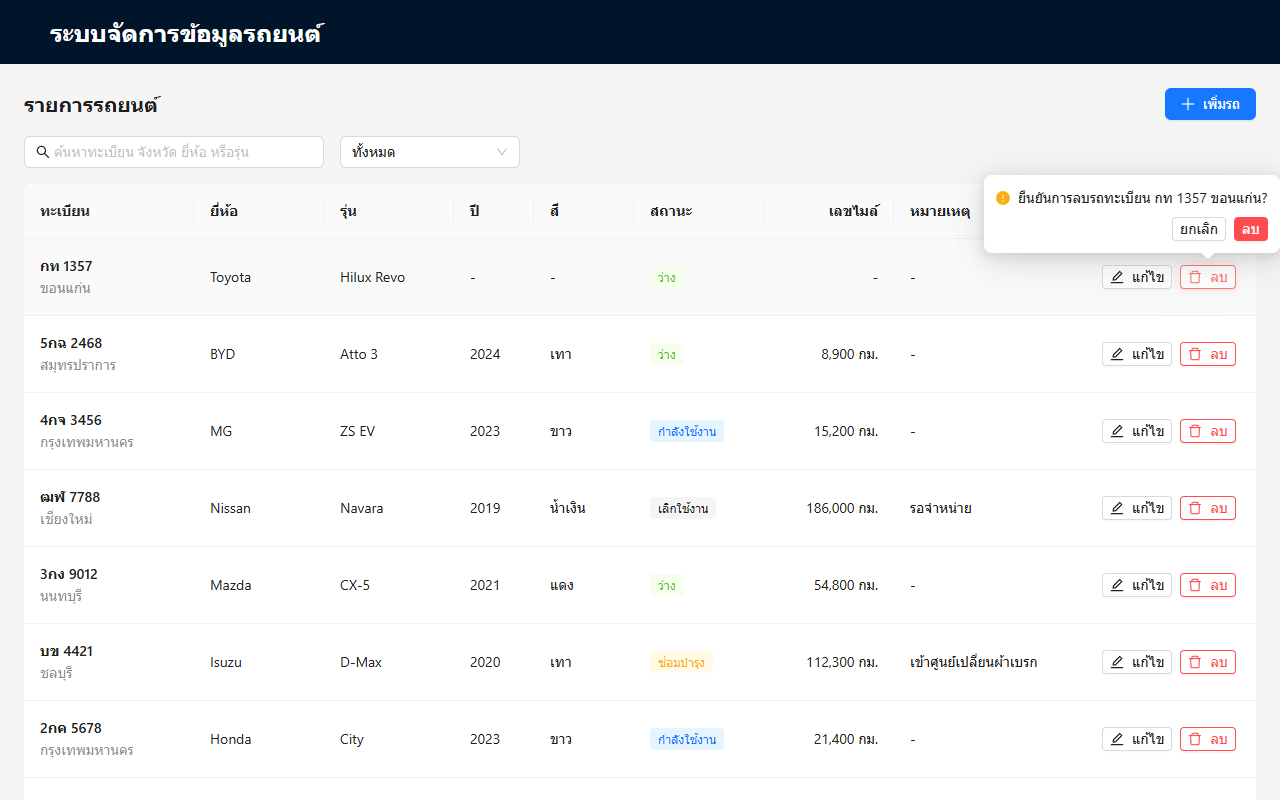 ระบบจัดการข้อมูลรถยนต์
รายการรถยนต์
เพิ่มรถ
ค้นหาทะเบียน จังหวัด ยี่ห้อ หรือรุ่น
ทั้งหมด
ทะเบียน ยี่ห้อ รุ่น ปี สี สถานะ เลขไมล์ หมายเหตุ
ยืนยันการลบรถทะเบียน กท 1357 ขอนแก่น?
ยกเลิก ลบ
กท 1357
ขอนแก่น
Toyota Hilux Revo - - ว่าง - - แก้ไข ลบ
5กฉ 2468
สมุทรปราการ
BYD Atto 3 2024 เทา ว่าง 8,900 กม. - แก้ไข ลบ
4กจ 3456
กรุงเทพมหานคร
MG ZS EV 2023 ขาว กำลังใช้งาน 15,200 กม. - แก้ไข ลบ
ฒฬ 7788
เชียงใหม่
Nissan Navara 2019 น้ำเงิน เลิกใช้งาน 186,000 กม. รอจำหน่าย แก้ไข ลบ
3กง 9012
นนทบุรี
Mazda CX-5 2021 แดง ว่าง 54,800 กม. - แก้ไข ลบ
บข 4421
ชลบุรี
Isuzu D-Max 2020 เทา ซ่อมบำรุง 112,300 กม. เข้าศูนย์เปลี่ยนผ้าเบรก แก้ไข ลบ
2กค 5678
กรุงเทพมหานคร
Honda City 2023 ขาว กำลังใช้งาน 21,400 กม. - แก้ไข ลบ